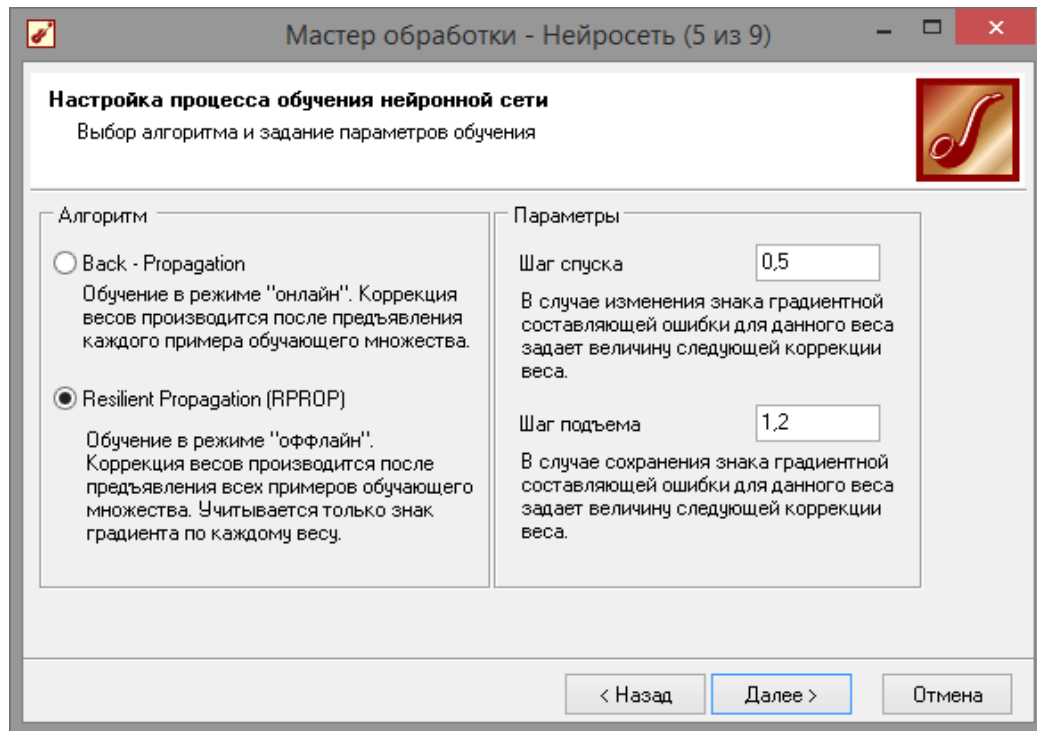 Мастер обработки - Нейросеть (5 из 9)
Настройка процесса обучения нейронной сети
Выбор алгоритма и задание параметров обучения
Алгоритм
Back - Propagation
Обучение в режиме "онлайн". Коррекция
весов производится после предъявления
каждого примера обучающего множества.
Resilient Propagation (RPROP)
Обучение в режиме "оффлайн".
Коррекция весов производится после
предъявления всех примеров обучающего
множества. Учитывается только знак
градиента по каждому весу.
Параметры
Шаг спуска
0,5
В случае изменения знака градиентной
составляющей ошибки для данного веса
задает величину следующей коррекции
веса.
Шаг подъема
1,2
В случае сохранения знака градиентной
составляющей ошибки для данного веса
задает величину следующей коррекции
веса.
< Назад
Далее >
Отмена